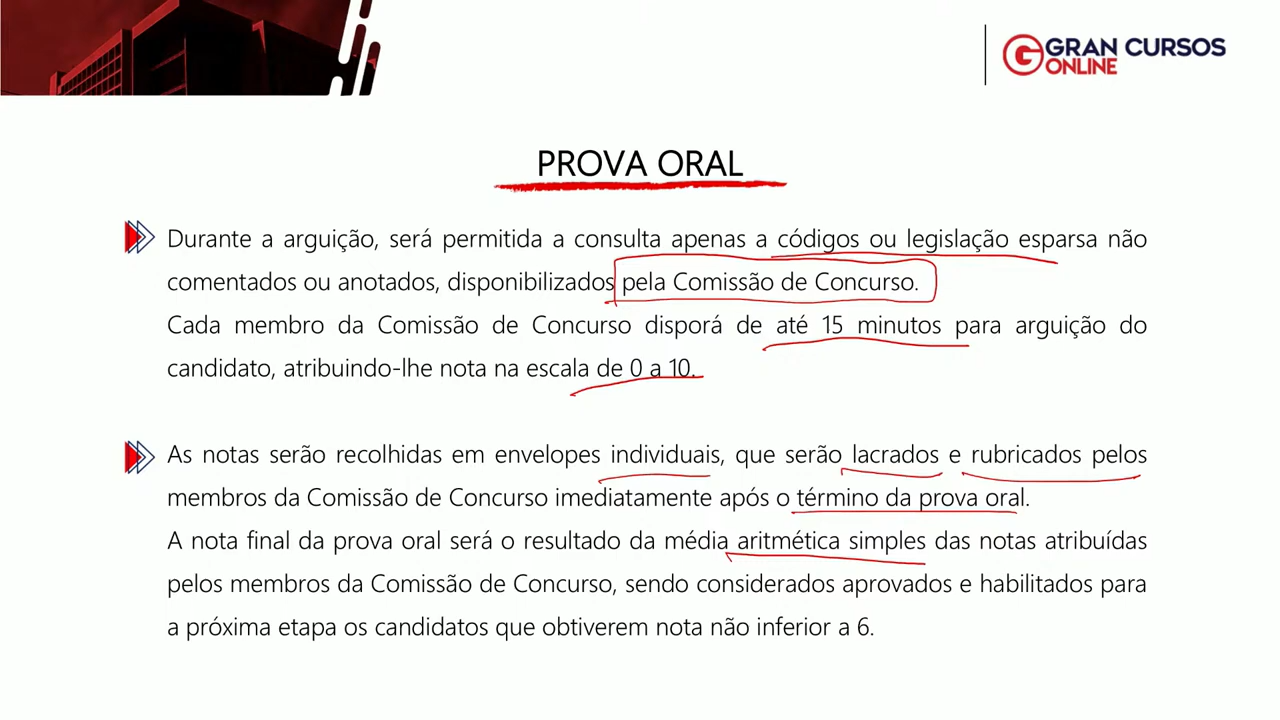 GRAN CURSOS
ONLINE
PROVA ORAL
Durante a arguição, será permitida a consulta apenas a códigos ou legislação esparsa não
comentados ou anotados, disponibilizados pela Comissão de Concurso.
Cada membro da Comissão de Concurso disporá de até 15 minutos para arguição do
candidato, atribuindo-lhe nota na escala de 0 a 10.
As notas serão recolhidas em envelopes individuais, que serão lacrados e rubricados pelos
membros da Comissão de Concurso imediatamente após o término da prova oral.
A nota final da prova oral será o resultado da média aritmética simples das notas atribuídas
pelos membros da Comissão de Concurso, sendo considerados aprovados e habilitados para
a próxima etapa os candidatos que obtiverem nota não inferior a 6.